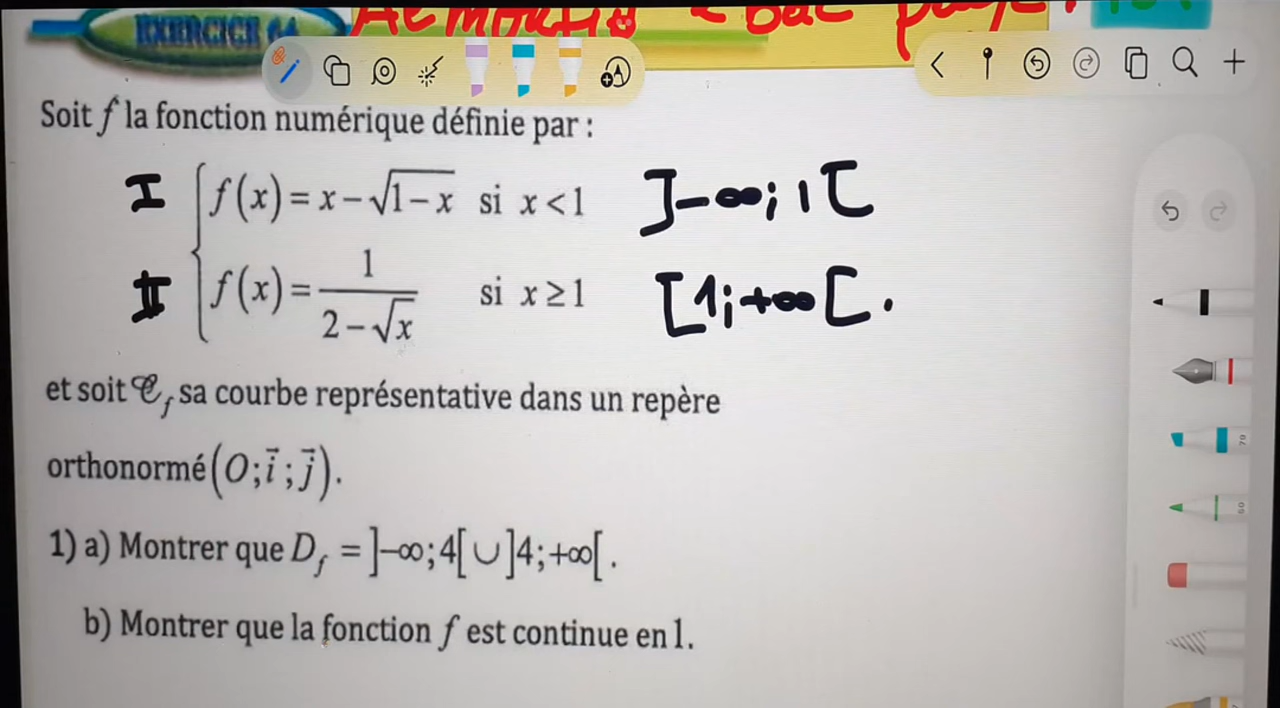 EXERCICE 64
Soit f la fonction numérique définie par :
I f(x) = x − √(1−x) si x < 1 ]−∞; 1[
II f(x) = 1/(2 − √x) si x ≥ 1 [1; +∞[.
et soit 𝒞f sa courbe représentative dans un repère
orthonormé (O; i⃗ ; j⃗).
1) a) Montrer que Df = ]−∞; 4[ ∪ ]4; +∞[.
b) Montrer que la fonction f est continue en 1.